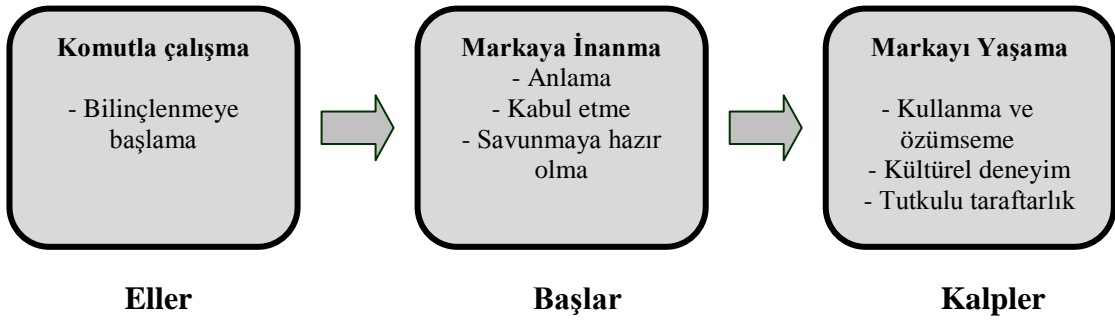 Komutla çalışma
- Bilinçlenmeye
başlama
Markaya İnanma
- Anlama
- Kabul etme
- Savunmaya hazır
olma
Markayı Yaşama
- Kullanma ve
özümseme
- Kültürel deneyim
- Tutkulu taraftarlık
Eller
Başlar
Kalpler